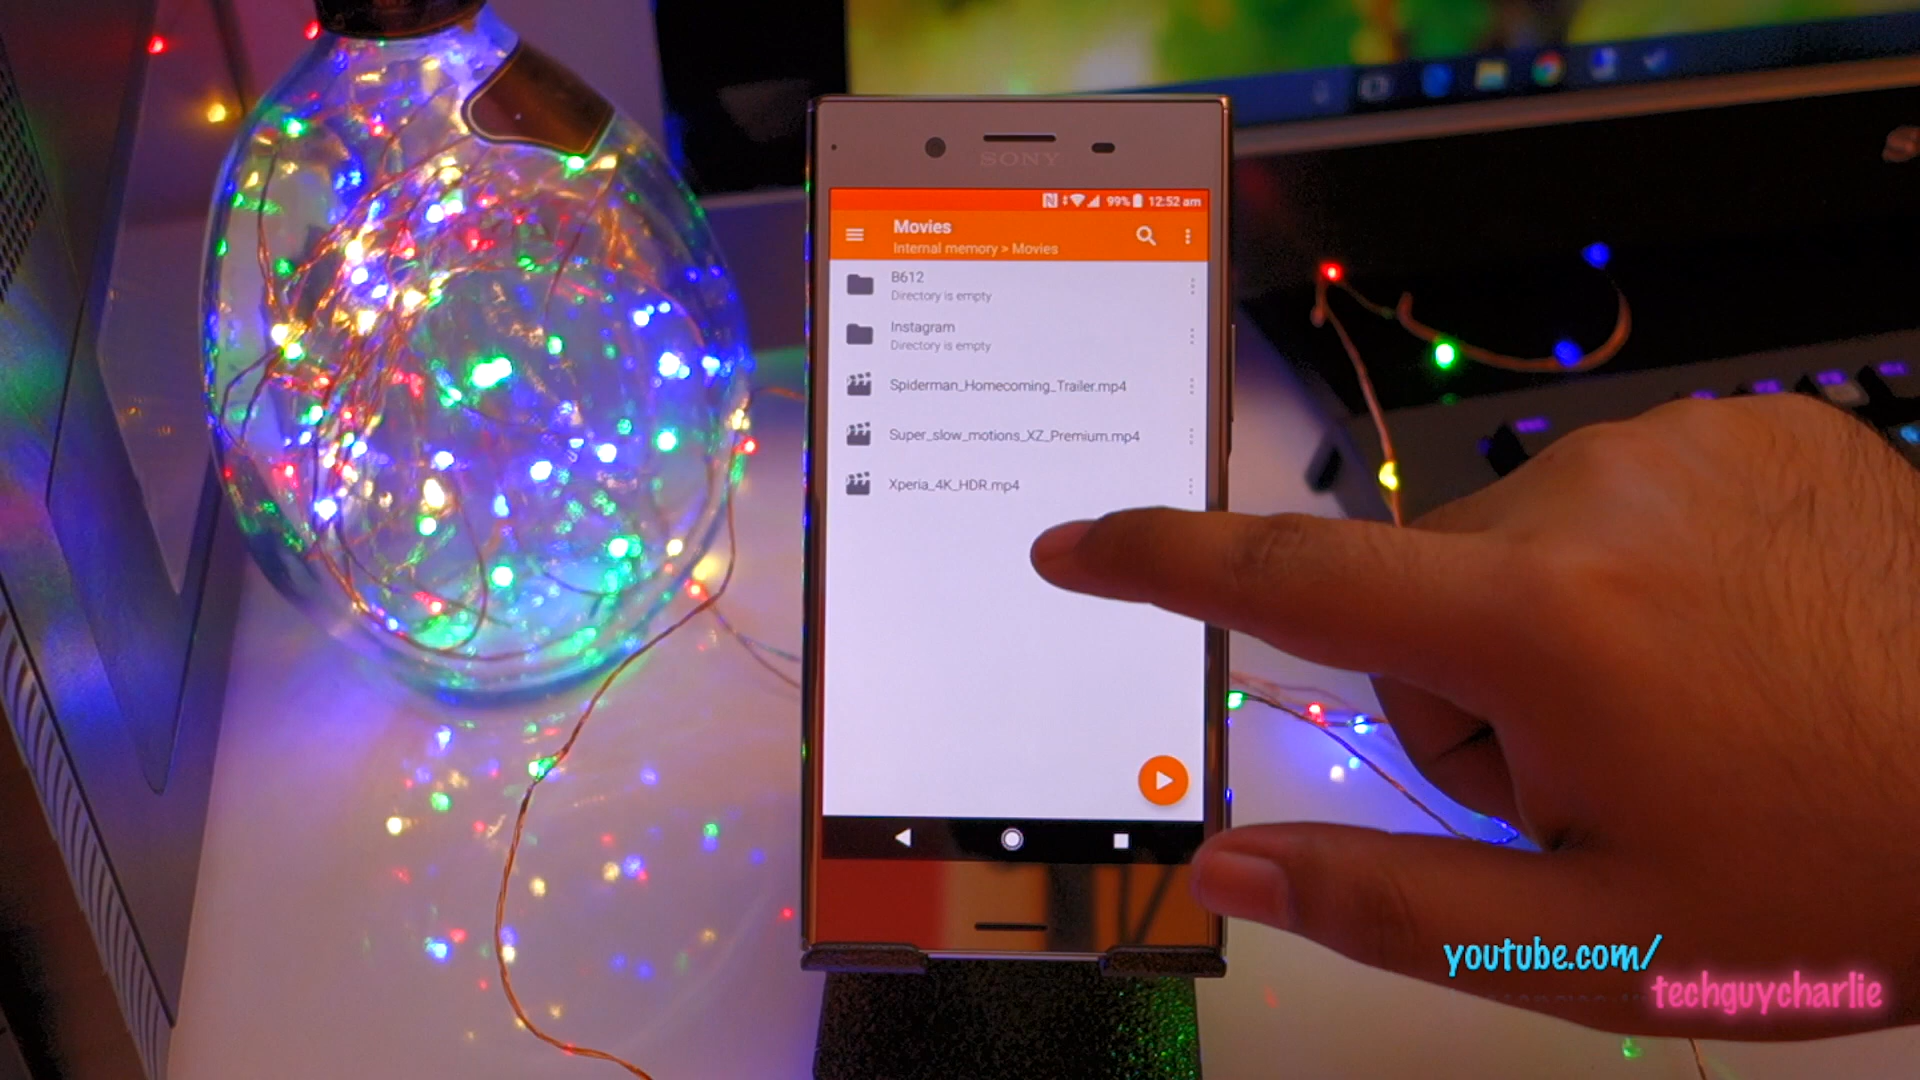 SONY
99% 12:52 am
Movies
Internal memory > Movies
B612
Directory is empty
Instagram
Directory is empty
Spiderman_Homecoming_Trailer.mp4
Super_slow_motions_XZ_Premium.mp4
Xperia_4K_HDR.mp4
youtube.com/
techguycharlie